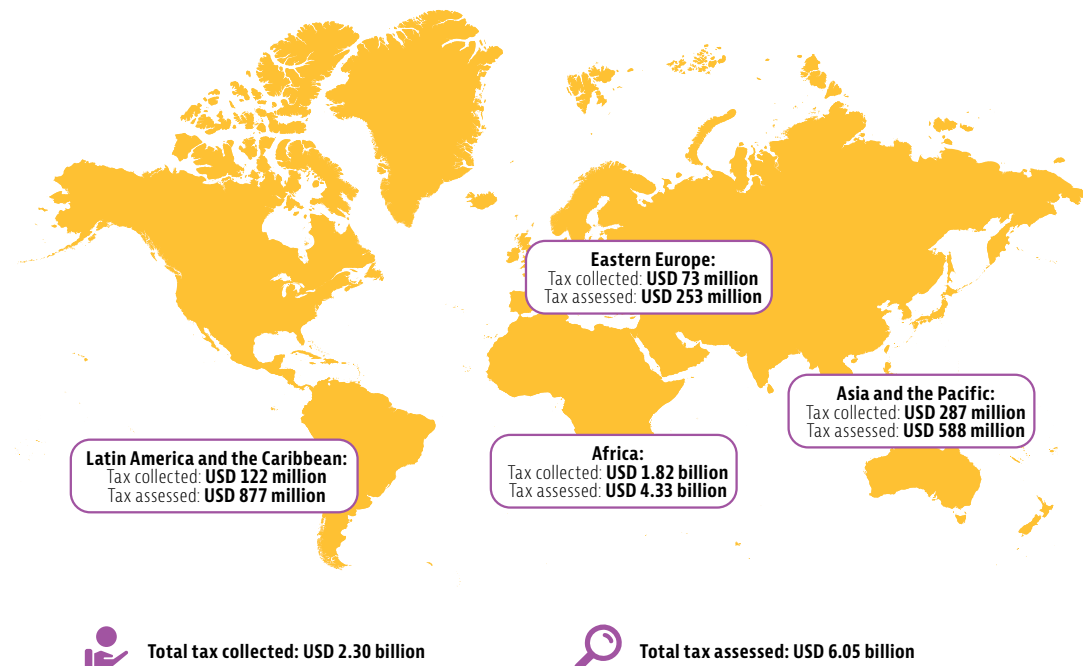 Eastern Europe:
Tax collected: USD 73 million
Tax assessed: USD 253 million
Asia and the Pacific:
Tax collected: USD 287 million
Tax assessed: USD 588 million
Latin America and the Caribbean:
Tax collected: USD 122 million
Tax assessed: USD 877 million
Africa:
Tax collected: USD 1.82 billion
Tax assessed: USD 4.33 billion
Total tax collected: USD 2.30 billion
Total tax assessed: USD 6.05 billion